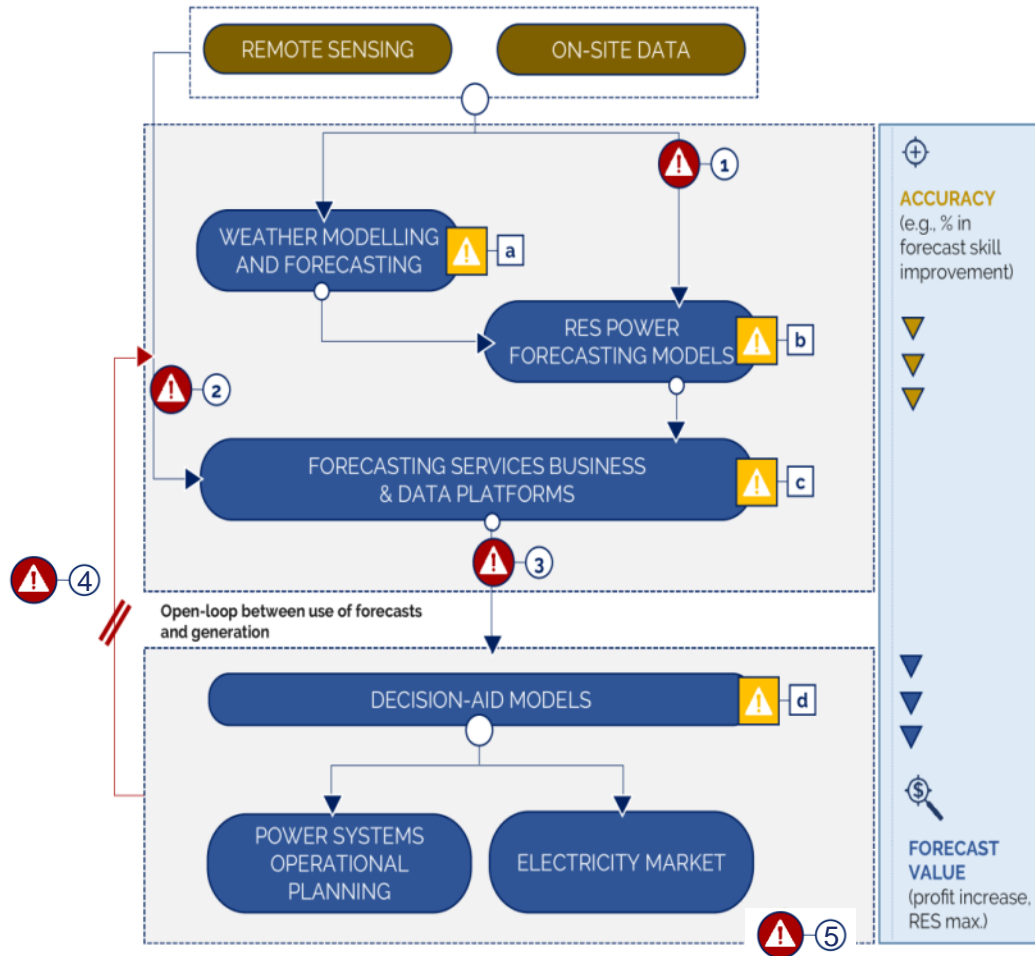 REMOTE SENSING
ON-SITE DATA
1
ACCURACY
(e.g., % in
forecast skill
improvement)
WEATHER MODELLING
AND FORECASTING
a
RES POWER
FORECASTING MODELS
b
2
FORECASTING SERVICES BUSINESS
& DATA PLATFORMS
c
3
4
Open-loop between use of forecasts
and generation
DECISION-AID MODELS
d
POWER SYSTEMS
OPERATIONAL
PLANNING
ELECTRICITY MARKET
$
FORECAST
VALUE
(profit increase,
RES max.)
5